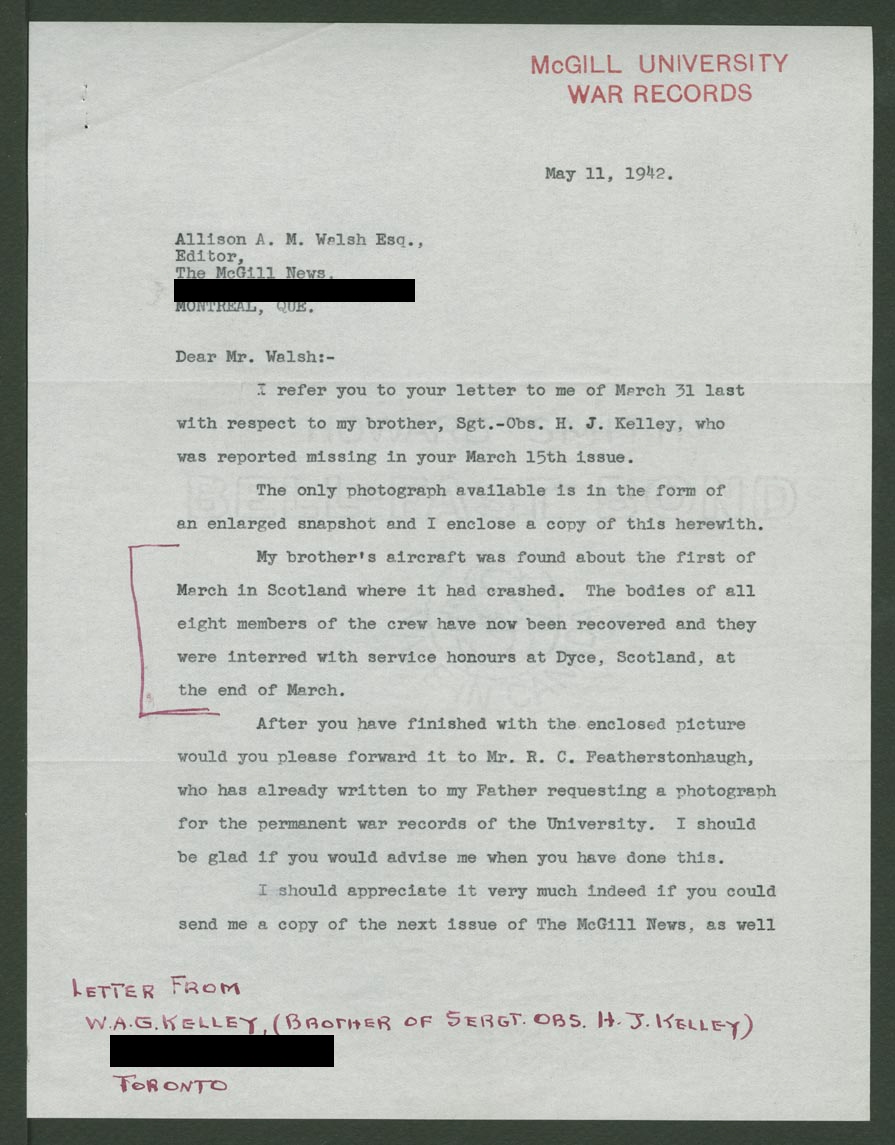 McGILL UNIVERSITY
WAR RECORDS
May 11, 1942.
Allison A. M. Walsh Esq.,
Editor,
The McGill News.
MONTREAL, QUE.
Dear Mr. Walsh:-
I refer you to your letter to me of March 31 last
with respect to my brother, Sgt.-Obs. H. J. Kelley, who
was reported missing in your March 15th issue.
The only photograph available is in the form of
an enlarged snapshot and I enclose a copy of this herewith.
My brother's aircraft was found about the first of
March in Scotland where it had crashed. The bodies of all
eight members of the crew have now been recovered and they
were interred with service honours at Dyce, Scotland, at
the end of March.
After you have finished with the enclosed picture
would you please forward it to Mr. R. C. Featherstonhaugh,
who has already written to my Father requesting a photograph
for the permanent war records of the University. I should
be glad if you would advise me when you have done this.
I should appreciate it very much indeed if you could
send me a copy of the next issue of The McGill News, as well
LETTER FROM
W.A.G. KELLEY, (BROTHER OF SERGT. OBS. H. J. KELLEY)
TORONTO